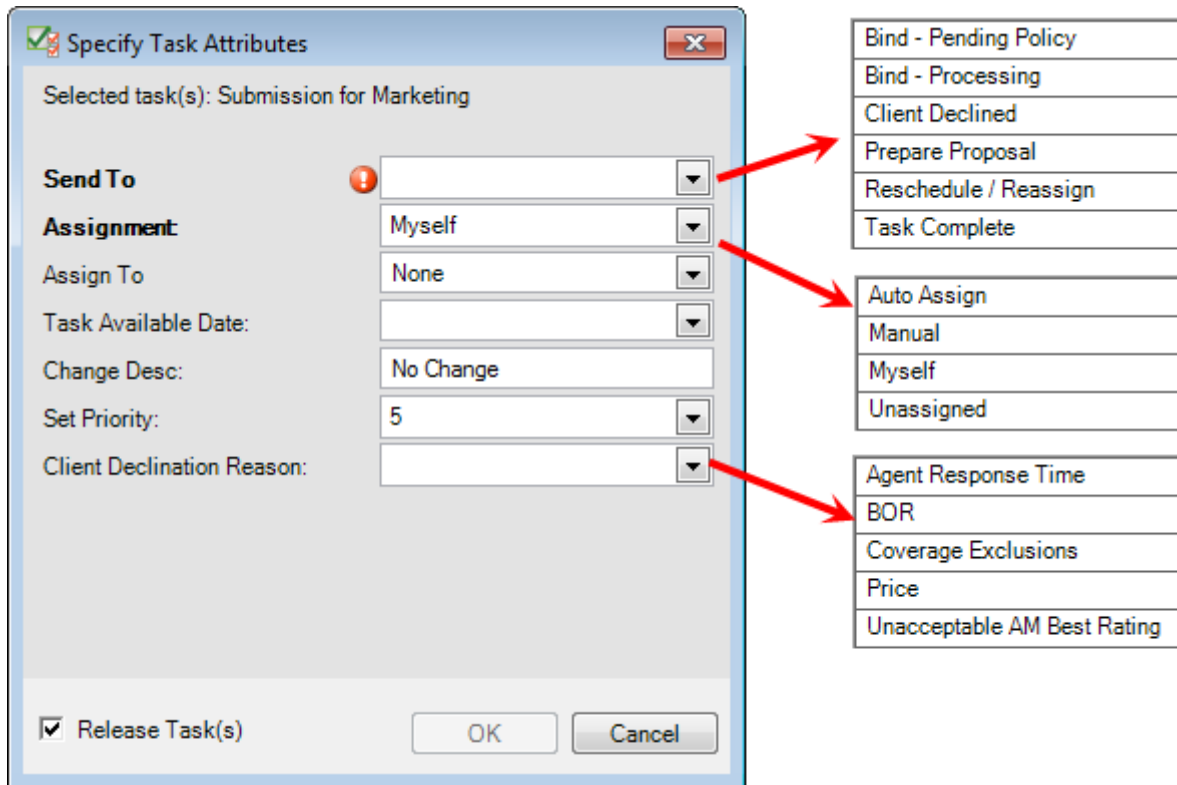 Specify Task Attributes
Selected task(s): Submission for Marketing
Send To
Assignment: Myself
Assign To None
Task Available Date:
Change Desc: No Change
Set Priority: 5
Client Declination Reason:
Release Task(s) OK Cancel
Bind - Pending Policy
Bind - Processing
Client Declined
Prepare Proposal
Reschedule / Reassign
Task Complete
Auto Assign
Manual
Myself
Unassigned
Agent Response Time
BOR
Coverage Exclusions
Price
Unacceptable AM Best Rating